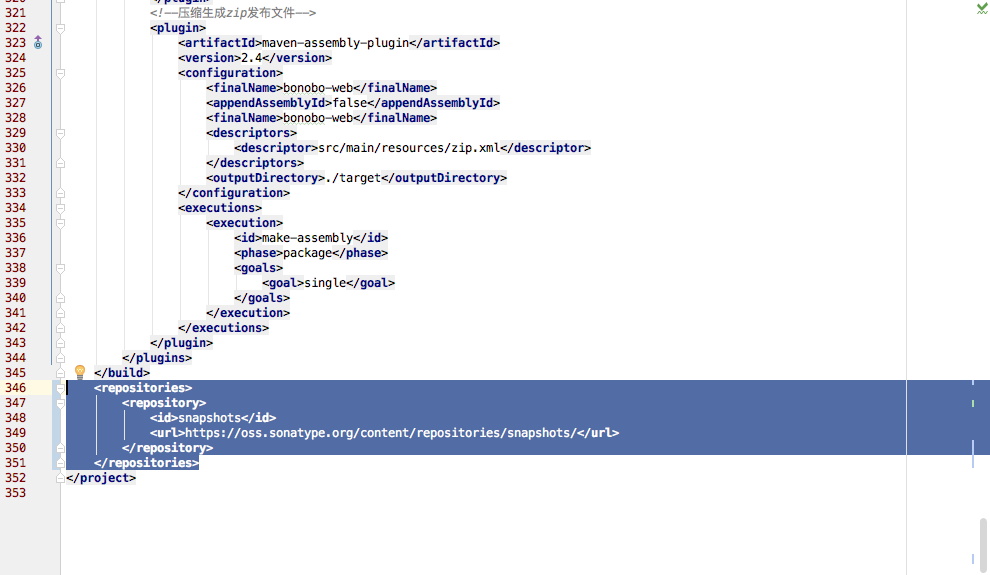 320 </plugin>
321 <!--压缩生成zip发布文件-->
322 <plugin>
323 <artifactId>maven-assembly-plugin</artifactId>
324 <version>2.4</version>
325 <configuration>
326 <finalName>bonobo-web</finalName>
327 <appendAssemblyId>false</appendAssemblyId>
328 <finalName>bonobo-web</finalName>
329 <descriptors>
330 <descriptor>src/main/resources/zip.xml</descriptor>
331 </descriptors>
332 <outputDirectory>./target</outputDirectory>
333 </configuration>
334 <executions>
335 <execution>
336 <id>make-assembly</id>
337 <phase>package</phase>
338 <goals>
339 <goal>single</goal>
340 </goals>
341 </execution>
342 </executions>
343 </plugin>
344 </plugins>
345 </build>
346 <repositories>
347 <repository>
348 <id>snapshots</id>
349 <url>https://oss.sonatype.org/content/repositories/snapshots/</url>
350 </repository>
351 </repositories>
352 </project>
353